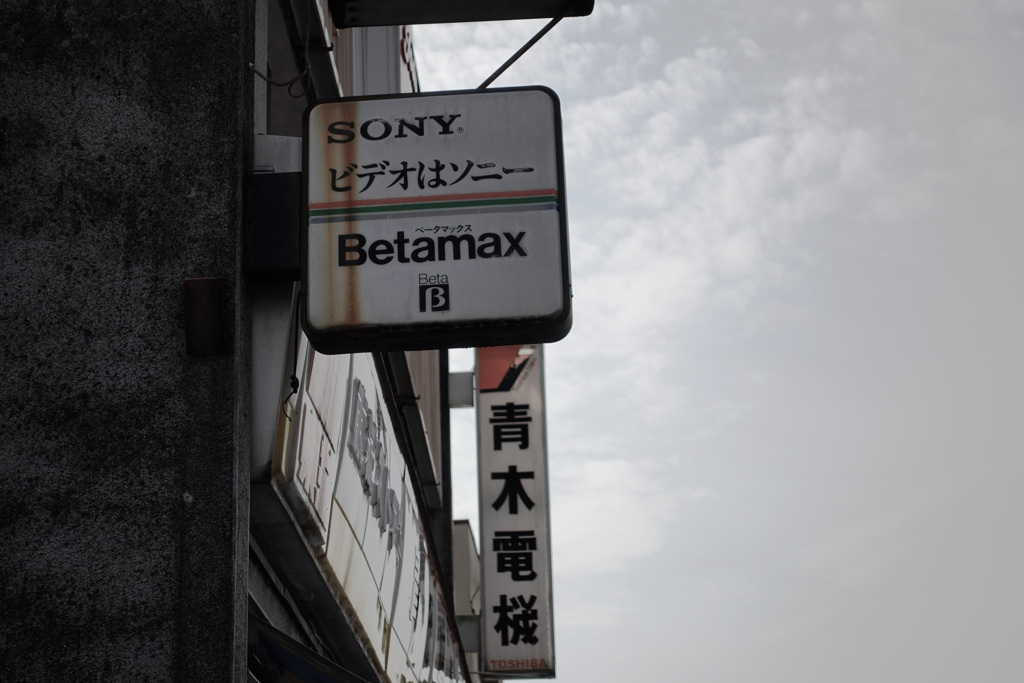 SONY®
ビデオはソニー
ベータマックス
Betamax
Beta
β
青木電機
TOSHIBA